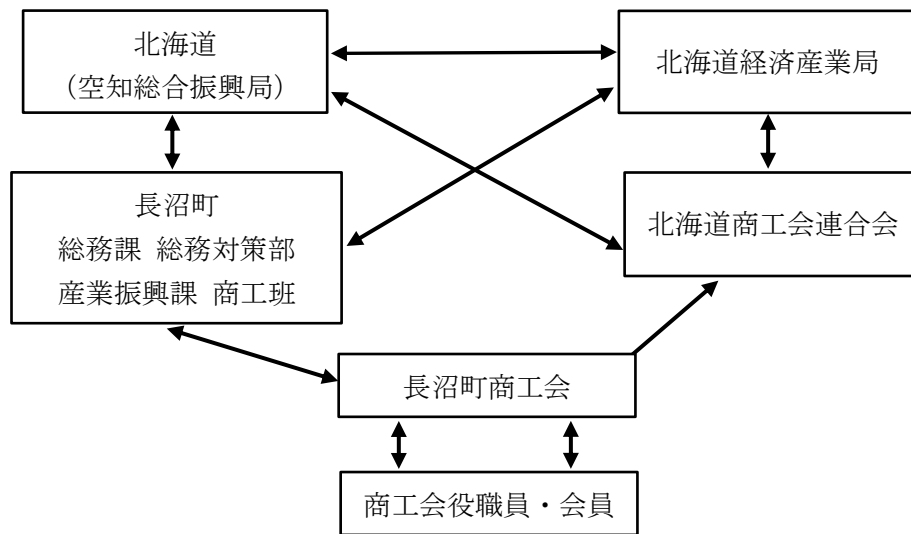 北海道
(空知総合振興局)
北海道経済産業局
長沼町
総務課 総務対策部
産業振興課 商工班
北海道商工会連合会
長沼町商工会
商工会役職員・会員